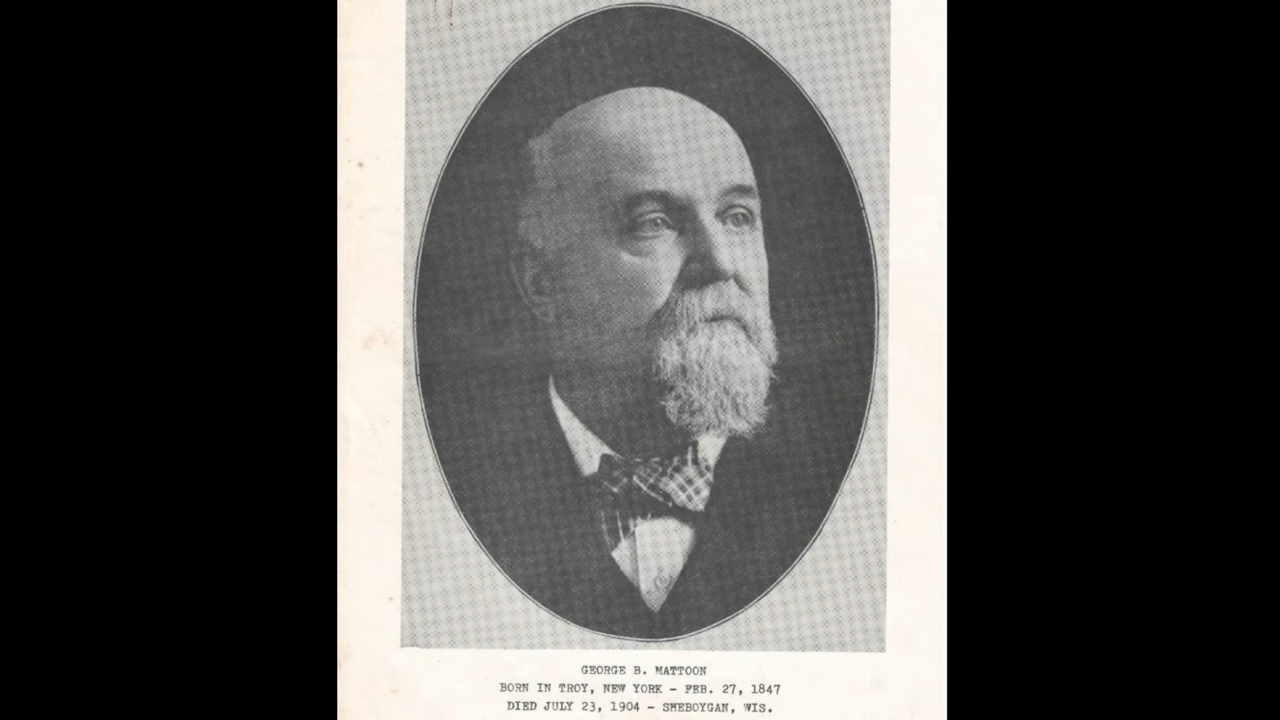 GEORGE B. MATTOON
BORN IN TROY, NEW YORK - FEB. 27, 1847
DIED JULY 23, 1904 - SHEBOYGAN, WIS.